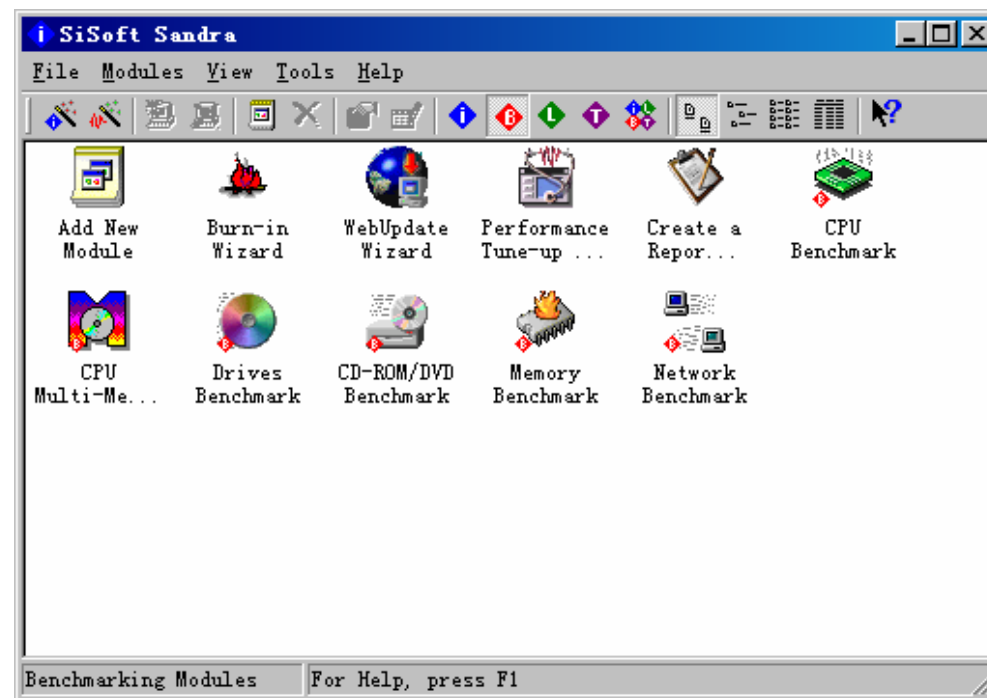 SiSoft Sandra
File Modules View Tools Help
i B L T
Add New Module
Burn-in Wizard
WebUpdate Wizard
Performance Tune-up ...
Create a Repor...
CPU Benchmark
CPU Multi-Me...
Drives Benchmark
CD-ROM/DVD Benchmark
Memory Benchmark
Network Benchmark
Benchmarking Modules
For Help, press F1